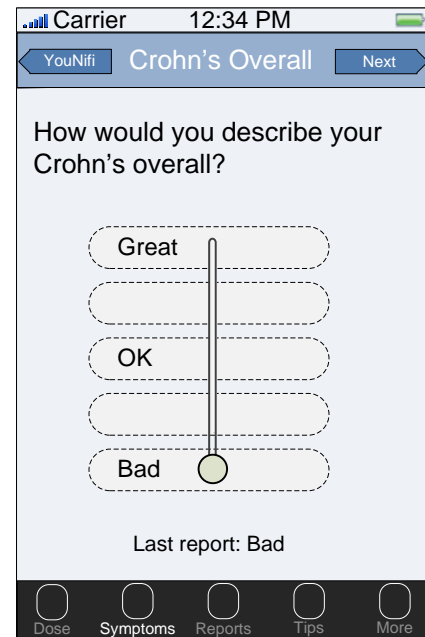 Carrier 12:34 PM
YouNifi Crohn's Overall Next
How would you describe your
Crohn's overall?
Great
OK
Bad
Last report: Bad
Dose Symptoms Reports Tips More